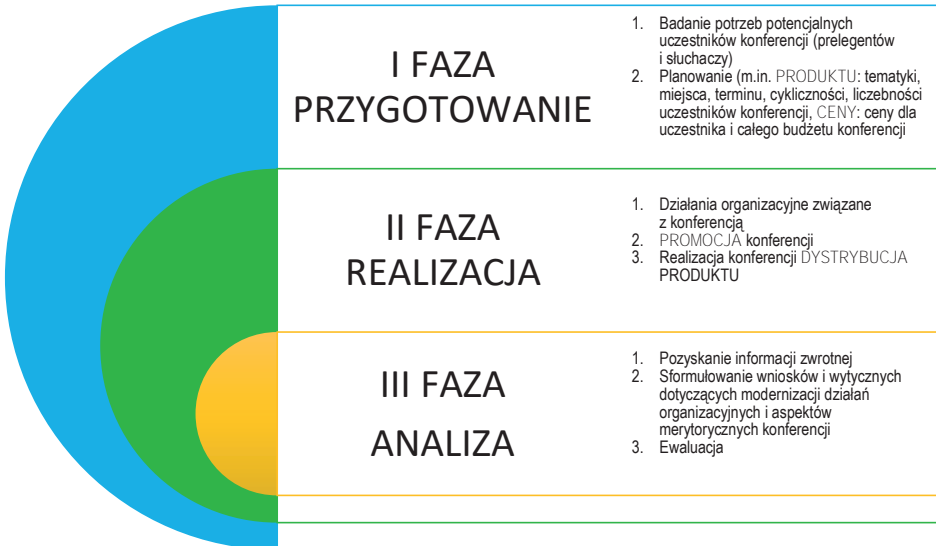 I FAZA
PRZYGOTOWANIE
1. Badanie potrzeb potencjalnych
uczestników konferencji (prelegentów
i słuchaczy)
2. Planowanie (m.in. PRODUKTU: tematyki,
miejsca, terminu, cykliczności, liczebności
uczestników konferencji, CENY: ceny dla
uczestnika i całego budżetu konferencji
II FAZA
REALIZACJA
1. Działania organizacyjne związane
z konferencją
2. PROMOCJA konferencji
3. Realizacja konferencji DYSTRYBUCJA
PRODUKTU
III FAZA
ANALIZA
1. Pozyskanie informacji zwrotnej
2. Sformułowanie wniosków i wytycznych
dotyczących modernizacji działań
organizacyjnych i aspektów
merytorycznych konferencji
3. Ewaluacja